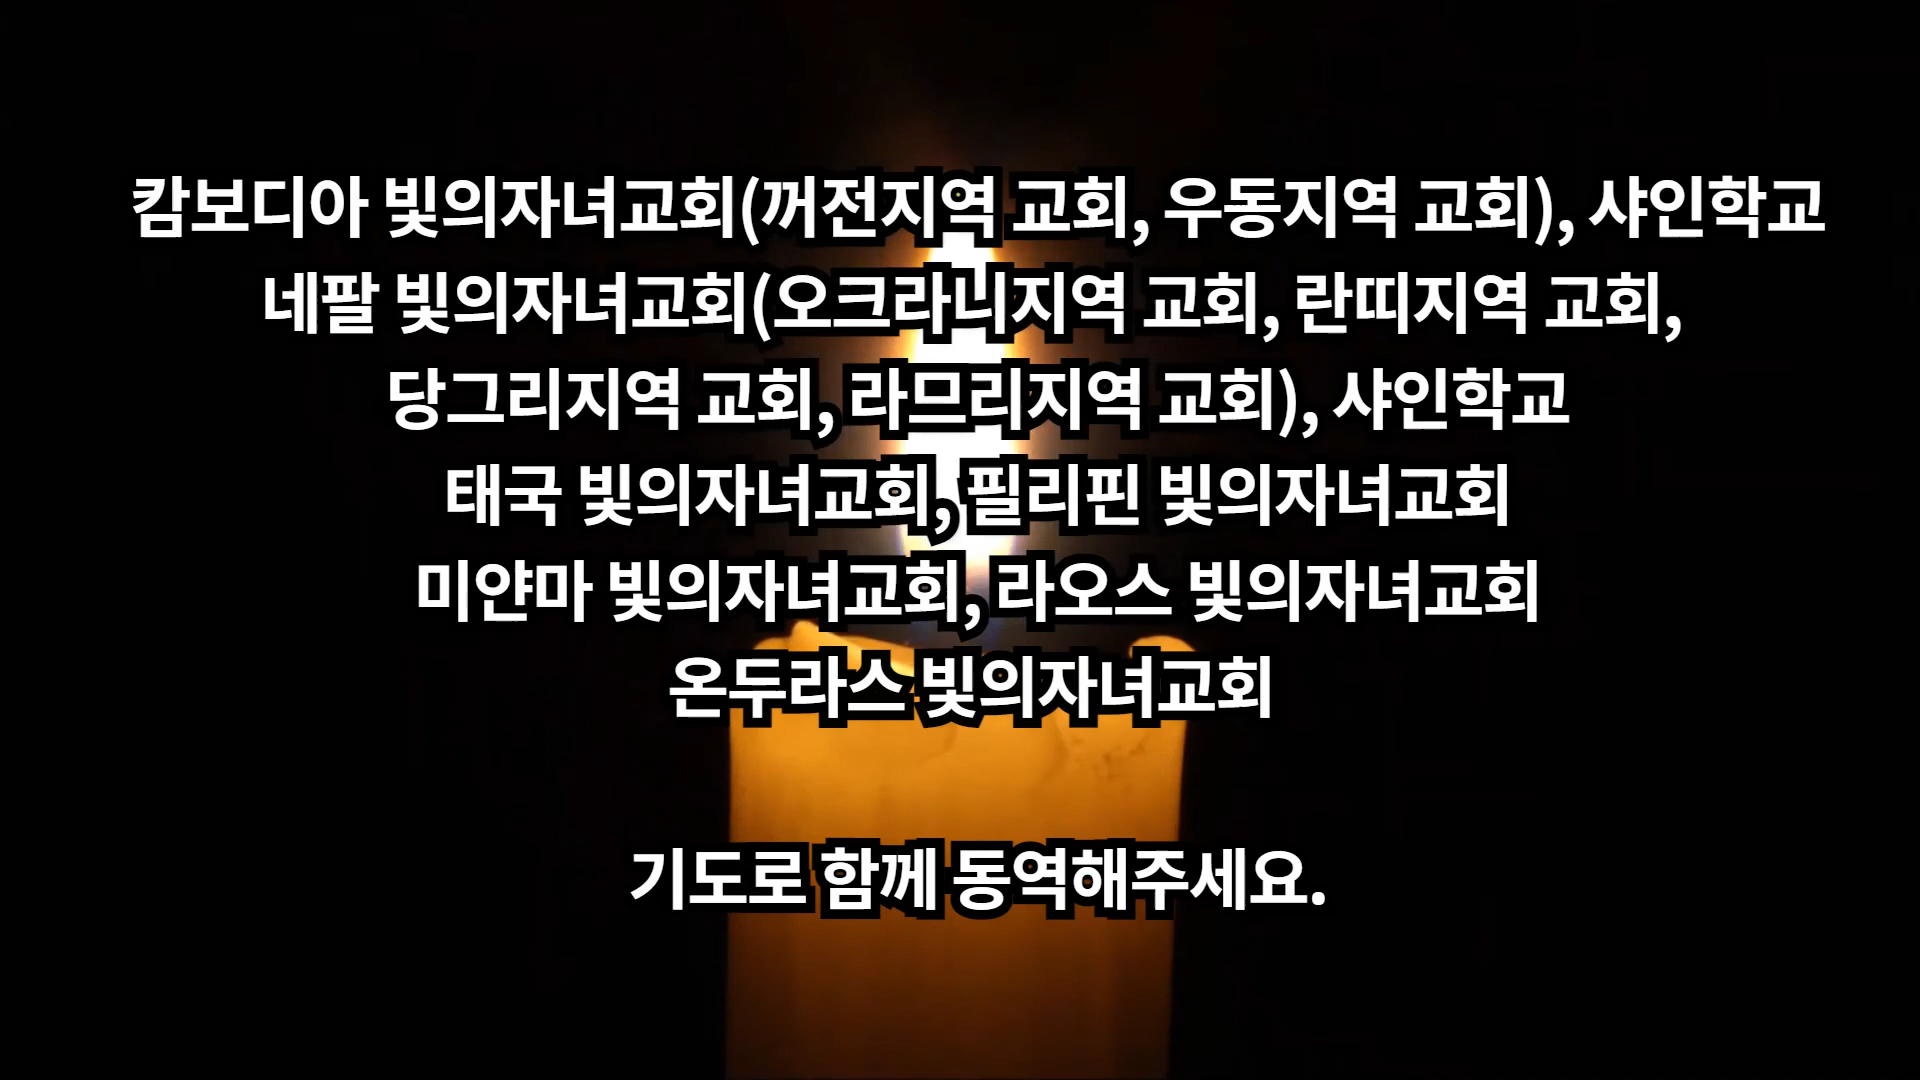 캄보디아 빛의자녀교회(꺼전지역 교회, 우동지역 교회), 샤인학교
네팔 빛의자녀교회(오크라니지역 교회, 란띠지역 교회,
당그리지역 교회, 라므리지역 교회), 샤인학교
태국 빛의자녀교회, 필리핀 빛의자녀교회
미얀마 빛의자녀교회, 라오스 빛의자녀교회
온두라스 빛의자녀교회
기도로 함께 동역해주세요.